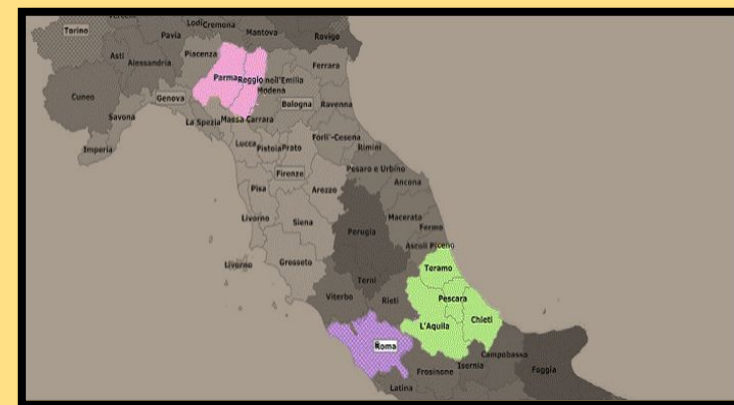 Lodi
Cremona
Torino
Pavia
Mantova
Rovigo
Asti
Piacenza
Alessandria
Ferrara
Parma
Reggio nell'Emilia
Modena
Cuneo
Genova
Bologna
Ravenna
Savona
La Spezia
Massa Carrara
Forli'-Cesena
Imperia
Lucca
Pistoia
Prato
Rimini
Firenze
Pesaro e Urbino
Pisa
Arezzo
Ancona
Livorno
Siena
Macerata
Fermo
Perugia
Ascoli Piceno
Livorno
Grosseto
Teramo
Terni
Viterbo
Rieti
Pescara
L'Aquila
Chieti
Roma
Campobasso
Isernia
Frosinone
Foggia
Latina